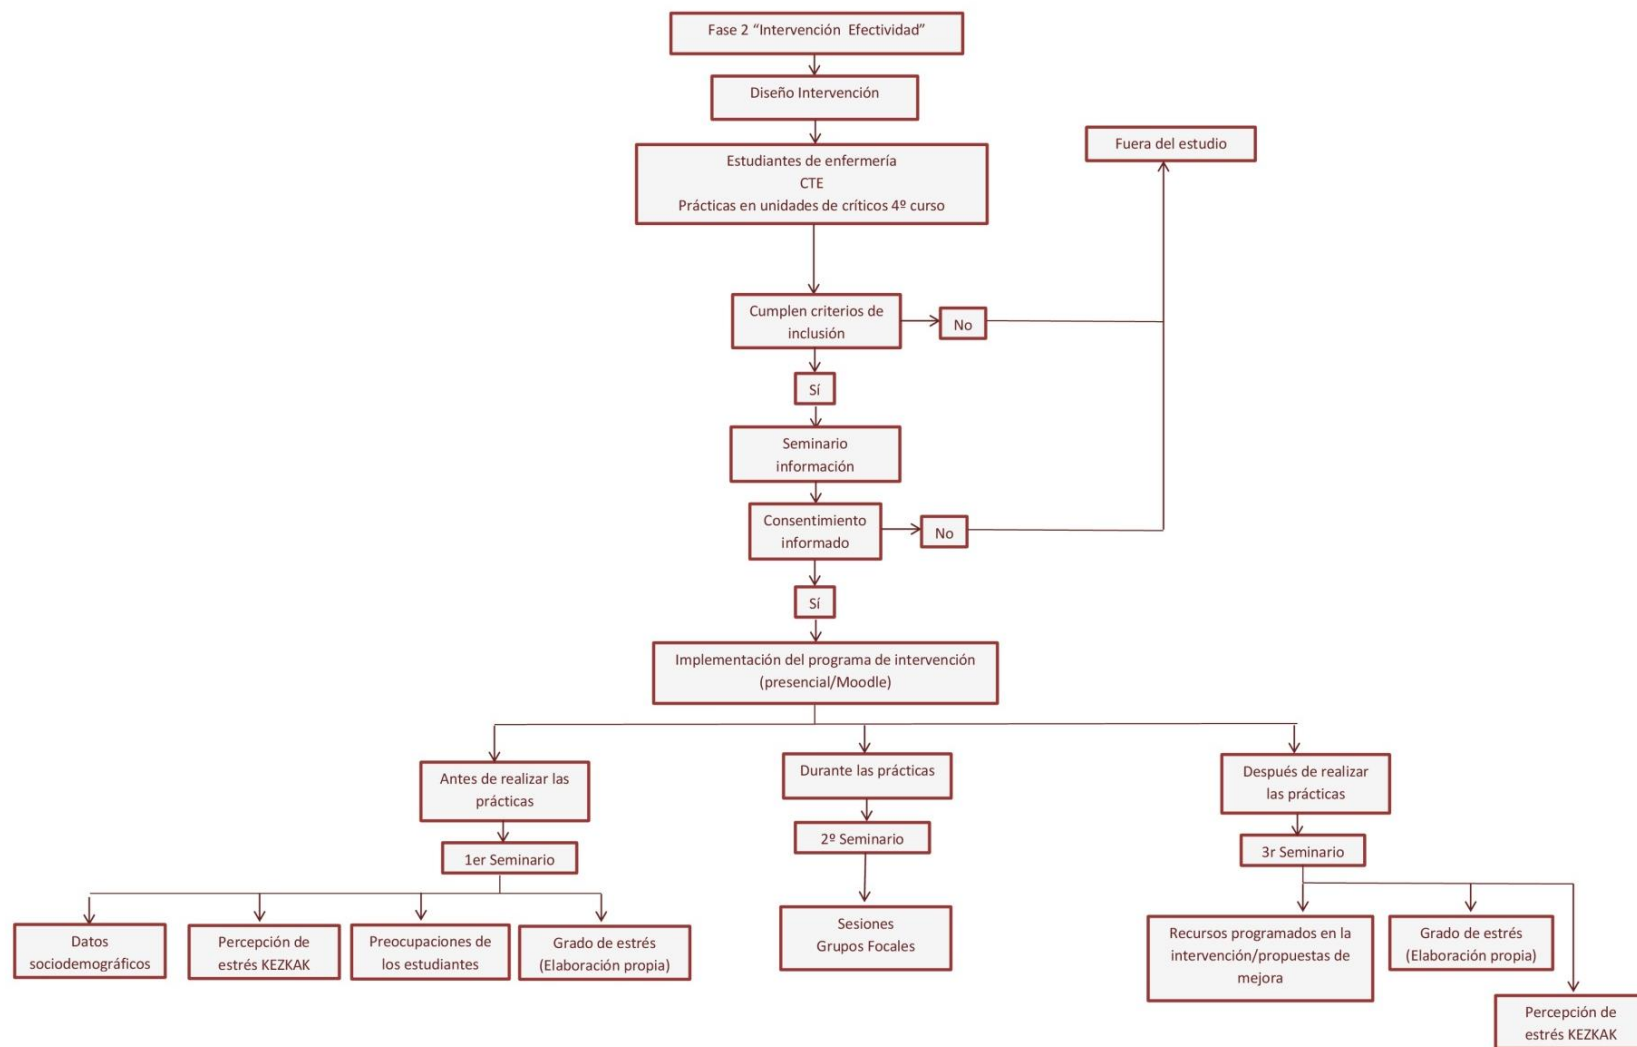 Fase 2 “Intervención Efectividad”
Diseño Intervención
Estudiantes de enfermería
CTE
Prácticas en unidades de críticos 4º curso
Fuera del estudio
Cumplen criterios de
inclusión
No
Sí
Seminario
información
Consentimiento
informado
No
Sí
Implementación del programa de intervención
(presencial/Moodle)
Antes de realizar las
prácticas
Durante las prácticas
Después de realizar
las prácticas
1er Seminario
2º Seminario
3r Seminario
Datos
sociodemográficos
Percepción de
estrés KEZKAK
Preocupaciones de
los estudiantes
Grado de estrés
(Elaboración propia)
Sesiones
Grupos Focales
Recursos programados en la
intervención/propuestas de
mejora
Grado de estrés
(Elaboración propia)
Percepción de
estrés KEZKAK